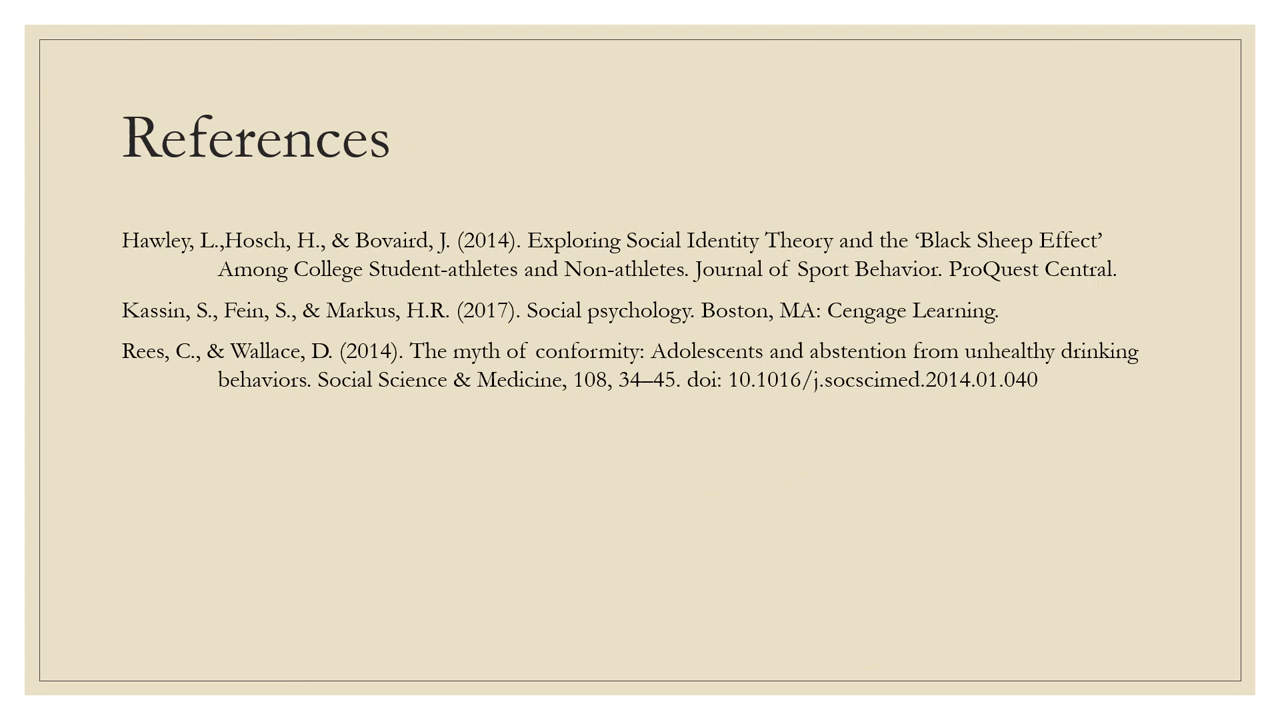 References
Hawley, L.,Hosch, H., & Bovaird, J. (2014). Exploring Social Identity Theory and the ‘Black Sheep Effect’
Among College Student-athletes and Non-athletes. Journal of Sport Behavior. ProQuest Central.
Kassin, S., Fein, S., & Markus, H.R. (2017). Social psychology. Boston, MA: Cengage Learning.
Rees, C., & Wallace, D. (2014). The myth of conformity: Adolescents and abstention from unhealthy drinking
behaviors. Social Science & Medicine, 108, 34–45. doi: 10.1016/j.socscimed.2014.01.040